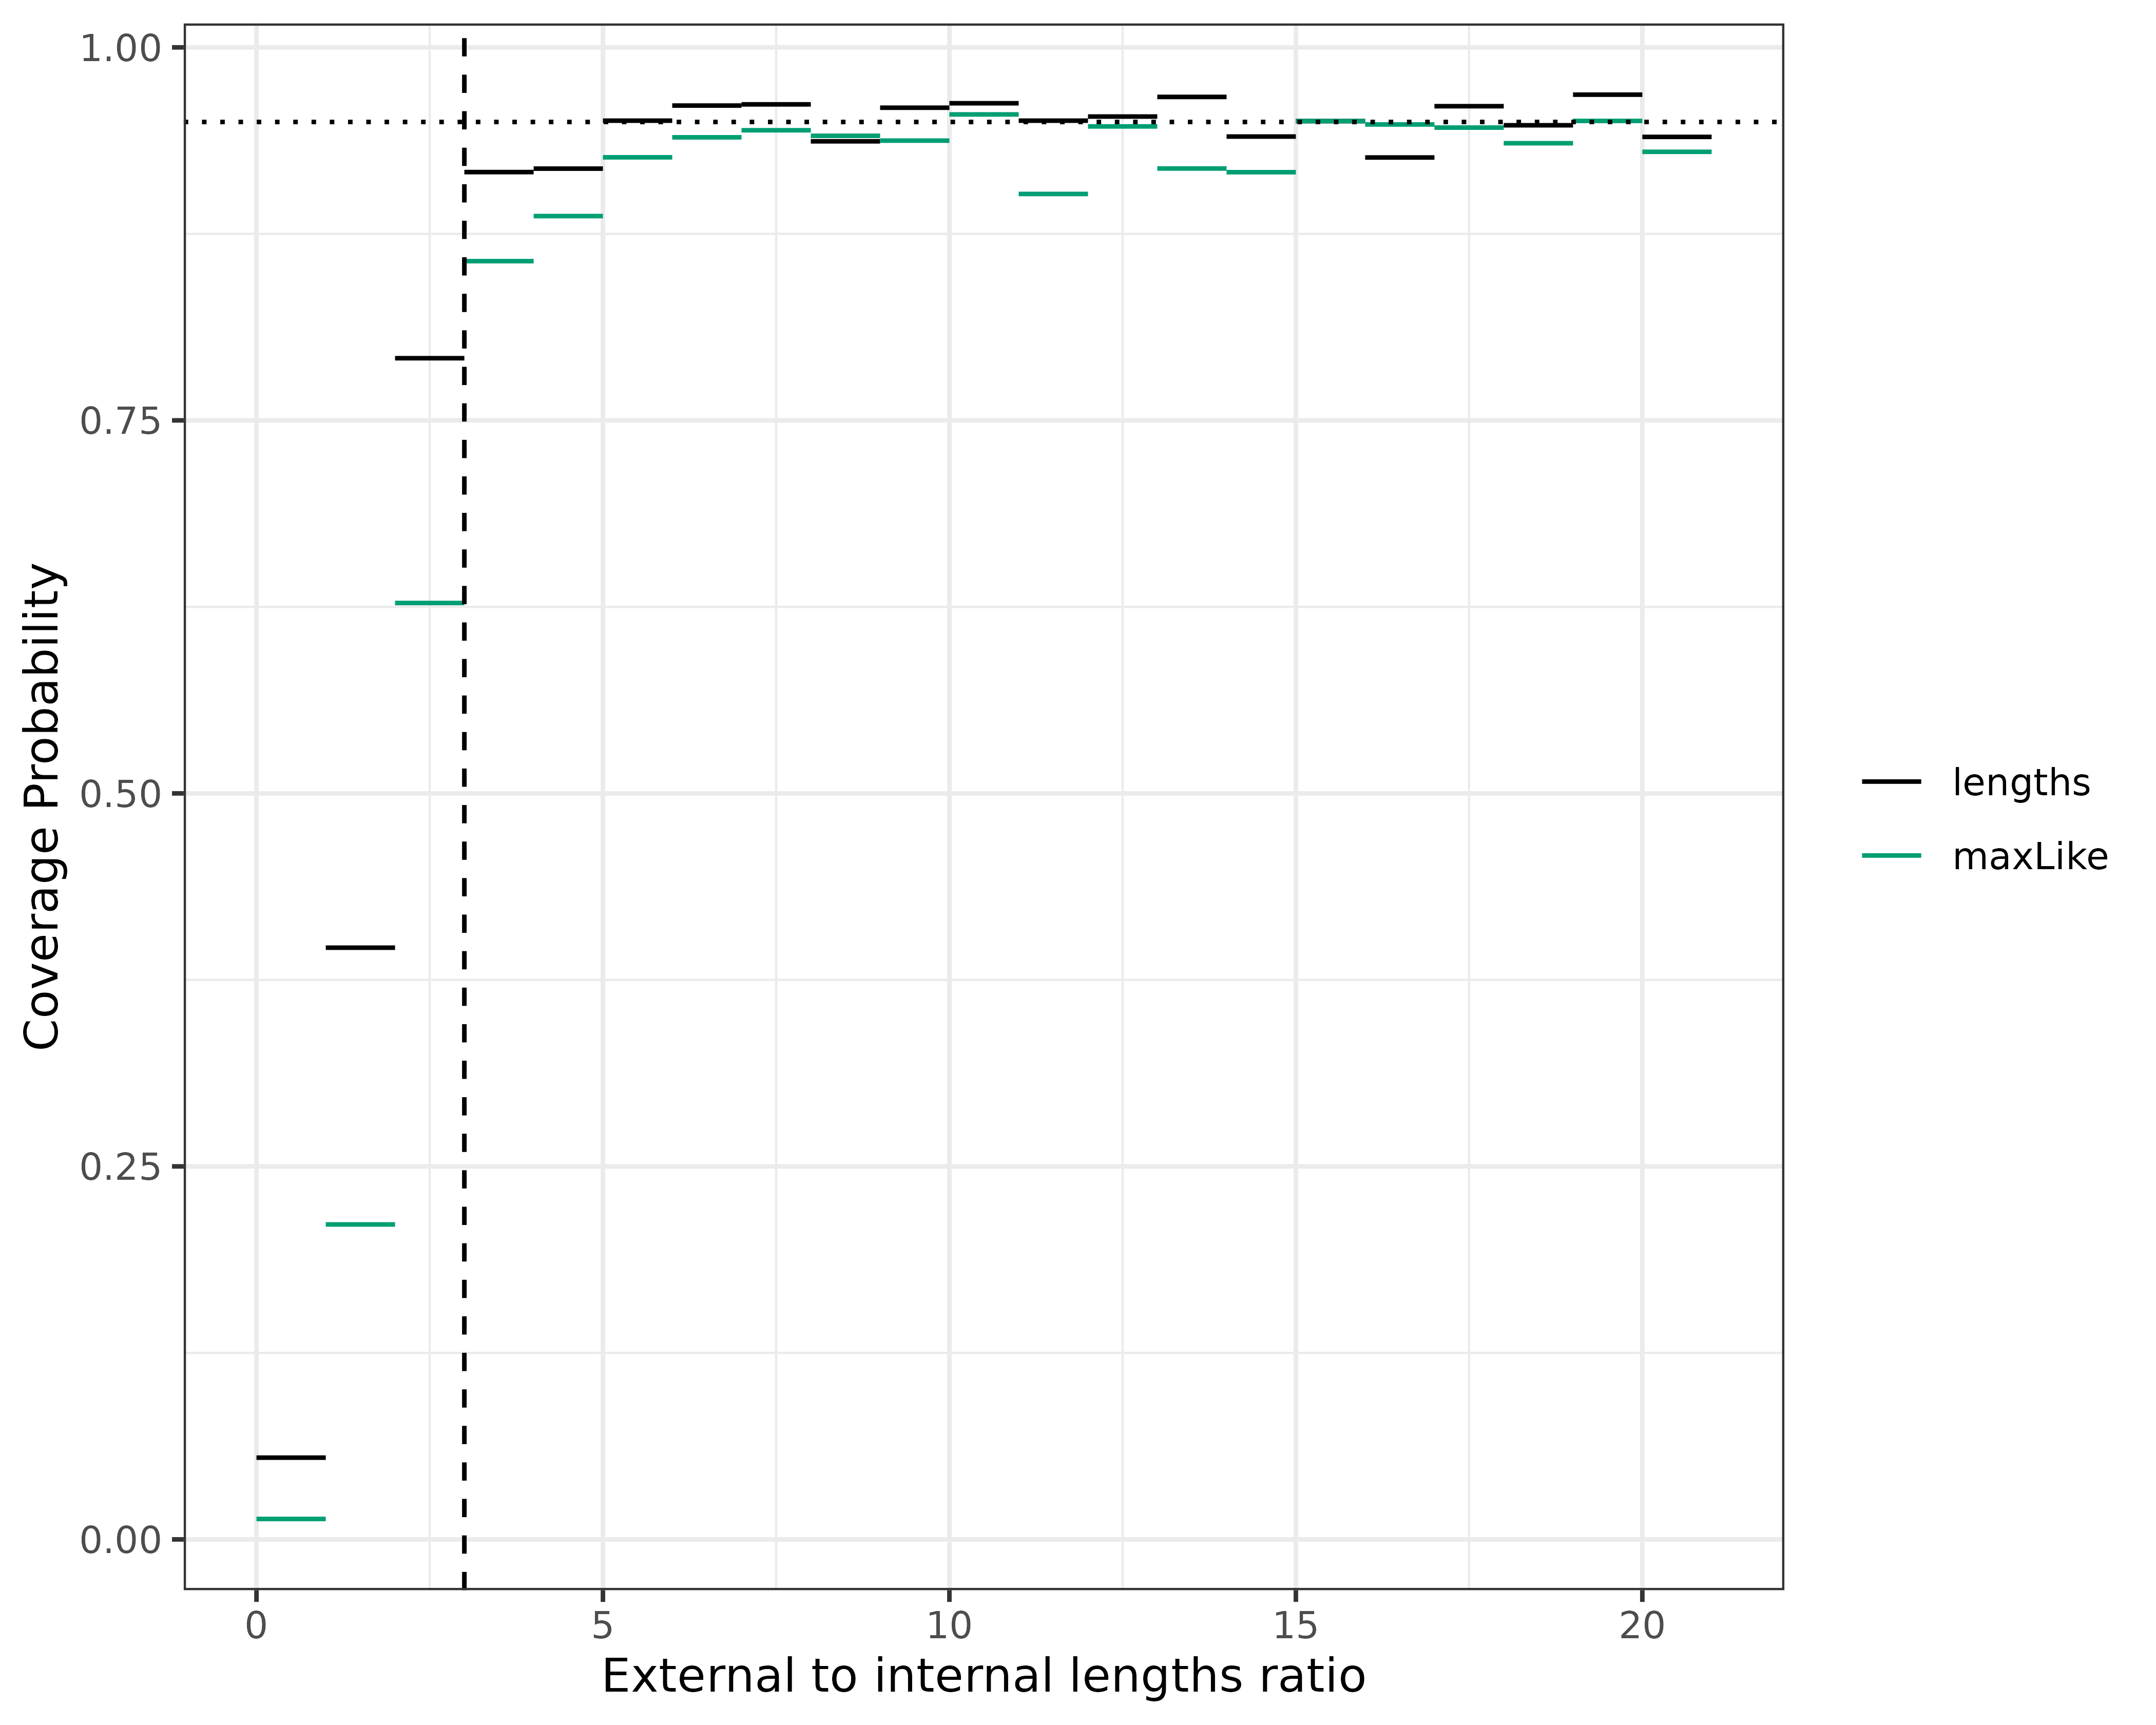 1.00
0.75
0.50
0.25
0.00
Coverage Probability
0
5
10
15
20
External to internal lengths ratio
lengths
maxLike